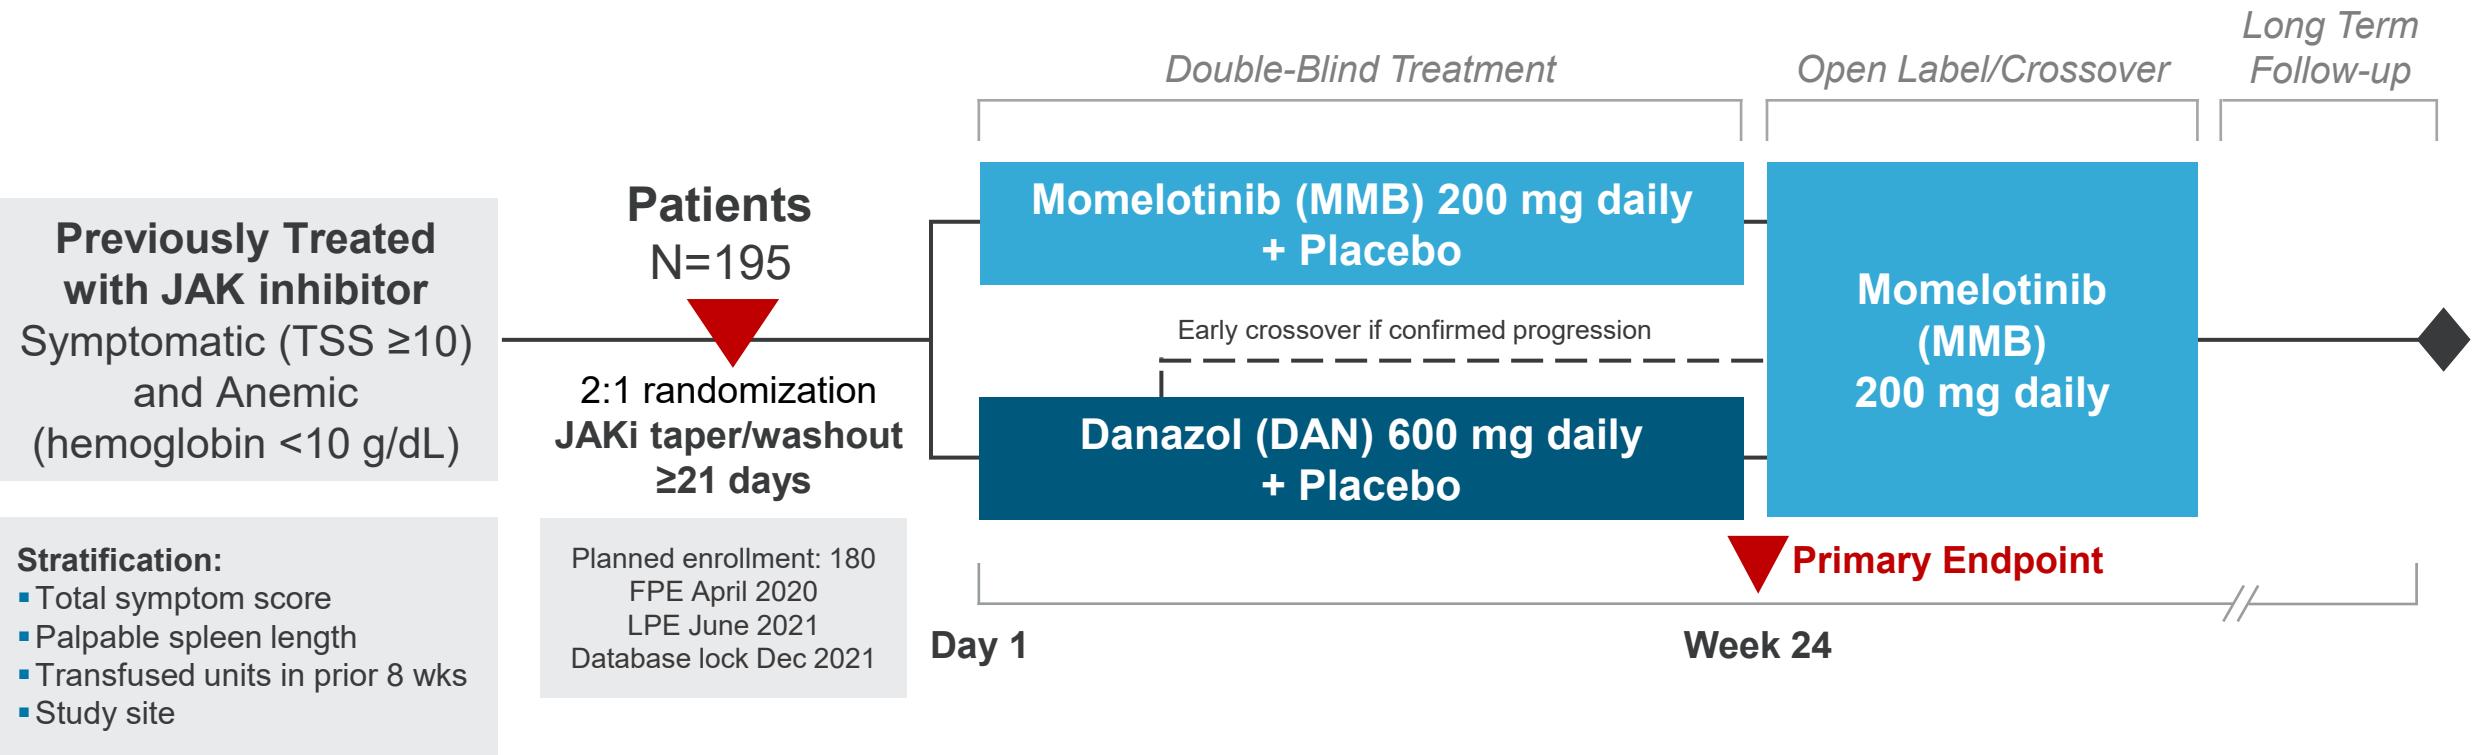 Double-Blind Treatment
Open Label/Crossover
Long Term
Follow-up
Previously Treated
with JAK inhibitor
Symptomatic (TSS ≥10)
and Anemic
(hemoglobin <10 g/dL)
Stratification:
▪Total symptom score
▪Palpable spleen length
▪Transfused units in prior 8 wks
▪Study site
Patients
N=195
2:1 randomization
JAKi taper/washout
≥21 days
Planned enrollment: 180
FPE April 2020
LPE June 2021
Database lock Dec 2021
Momelotinib (MMB) 200 mg daily
+ Placebo
Early crossover if confirmed progression
Danazol (DAN) 600 mg daily
+ Placebo
Momelotinib
(MMB)
200 mg daily
Primary Endpoint
Day 1
Week 24